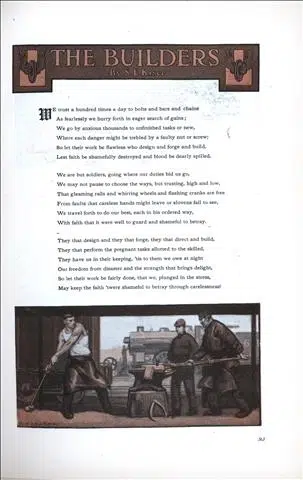 THE BUILDERS
By S. E. Kiser
WE trust a hundred times a day to bolts and bars and chains
As fearlessly we hurry forth in eager search of gains;
We go by anxious thousands to unfinished tasks or new,
Where each danger might be trebled by a faulty nut or screw;
So let their work be flawless who design and forge and build,
Lest faith be shamefully destroyed and blood be dearly spilled.
We are but soldiers, going where our duties bid us go,
We may not pause to choose the ways, but trusting, high and low,
That gleaming rails and whirring wheels and flashing cranks are free
From faults that careless hands might leave or slovens fail to see,
We travel forth to do our best, each in his ordered way,
With faith that it were well to guard and shameful to betray.
They that design and they that forge, they that direct and build,
They that perform the pregnant tasks allotted to the skilled,
They have us in their keeping, 'tis to them we owe at night
Our freedom from disaster and the strength that brings delight,
So let their work be fairly done, that we, plunged in the stress,
May keep the faith 'twere shameful to betray through carelessness!